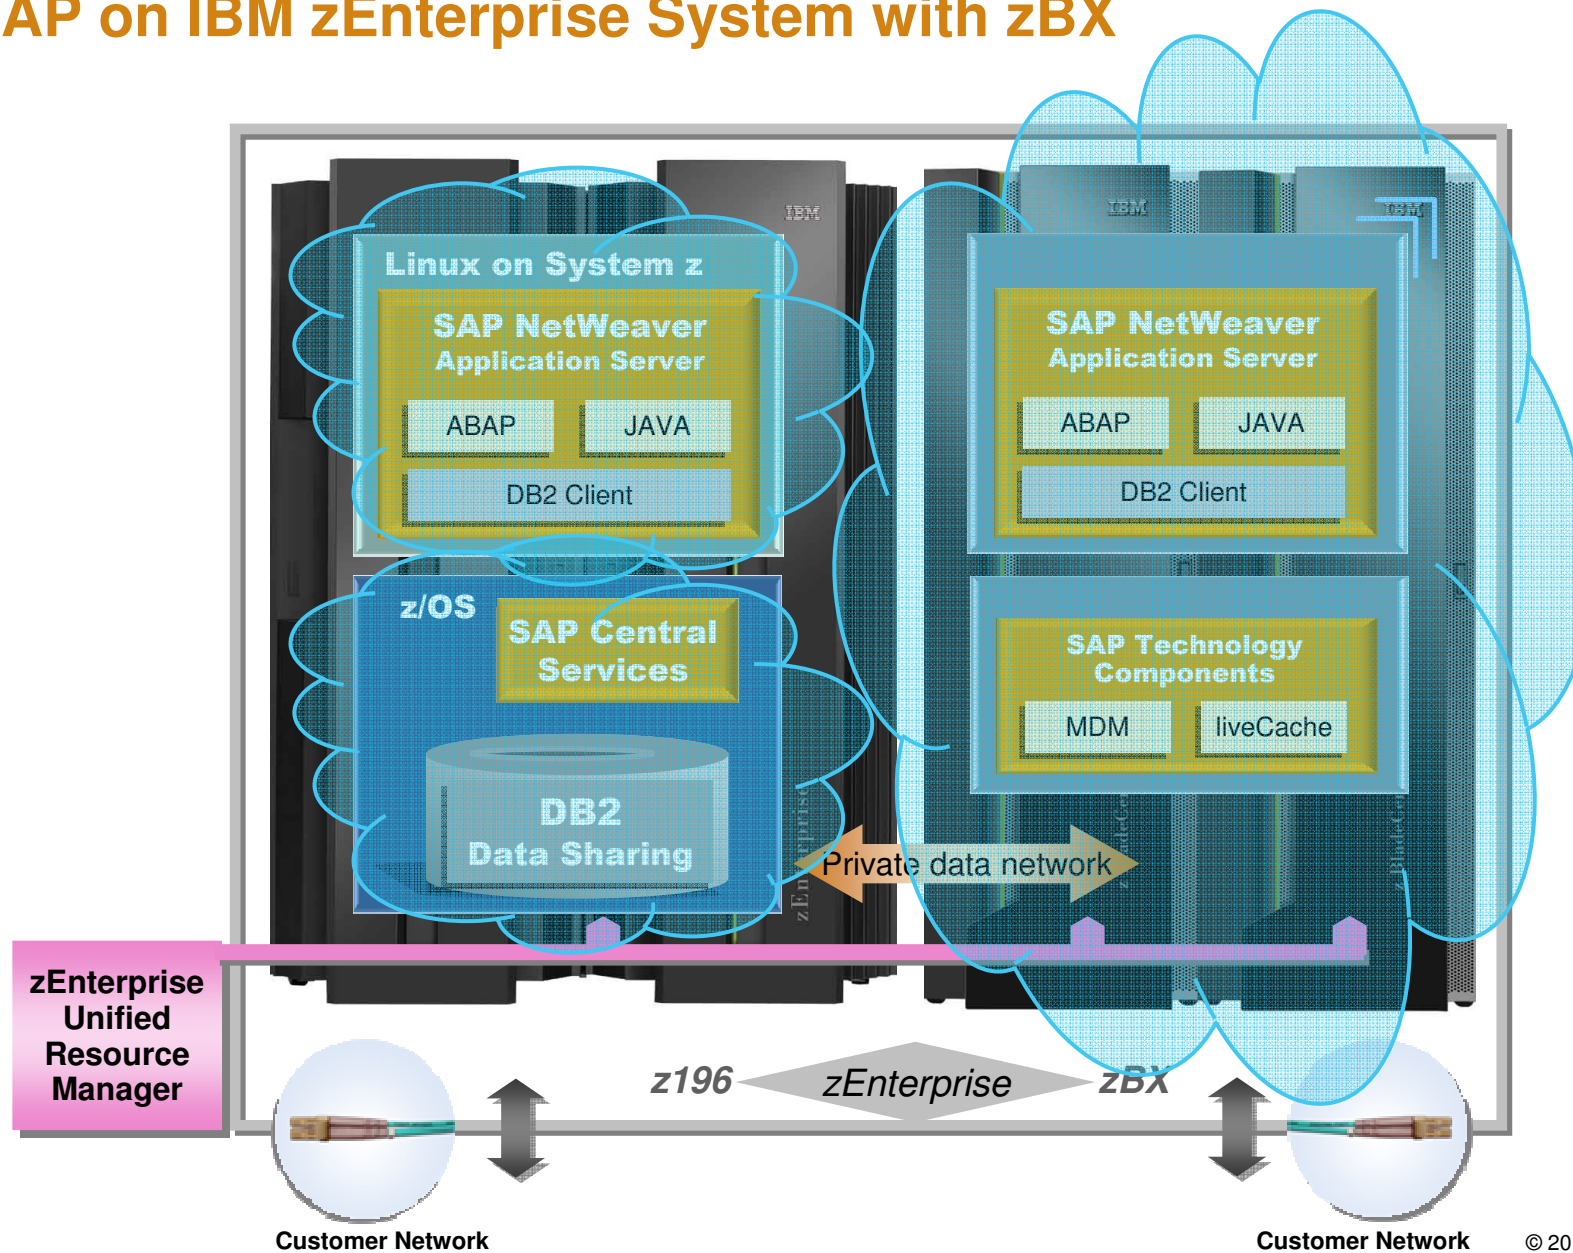 AP on IBM zEnterprise System with zBX
IBM
IBM
IBM
Linux on System z
SAP NetWeaver
Application Server
ABAP
JAVA
DB2 Client
SAP NetWeaver
Application Server
ABAP
JAVA
DB2 Client
z/OS
SAP Central
Services
DB2
Data Sharing
SAP Technology
Components
MDM
liveCache
zEnterprise
Private data network
zEnterprise
Unified
Resource
Manager
z196
zEnterprise
zBX
Customer Network
Customer Network
© 20